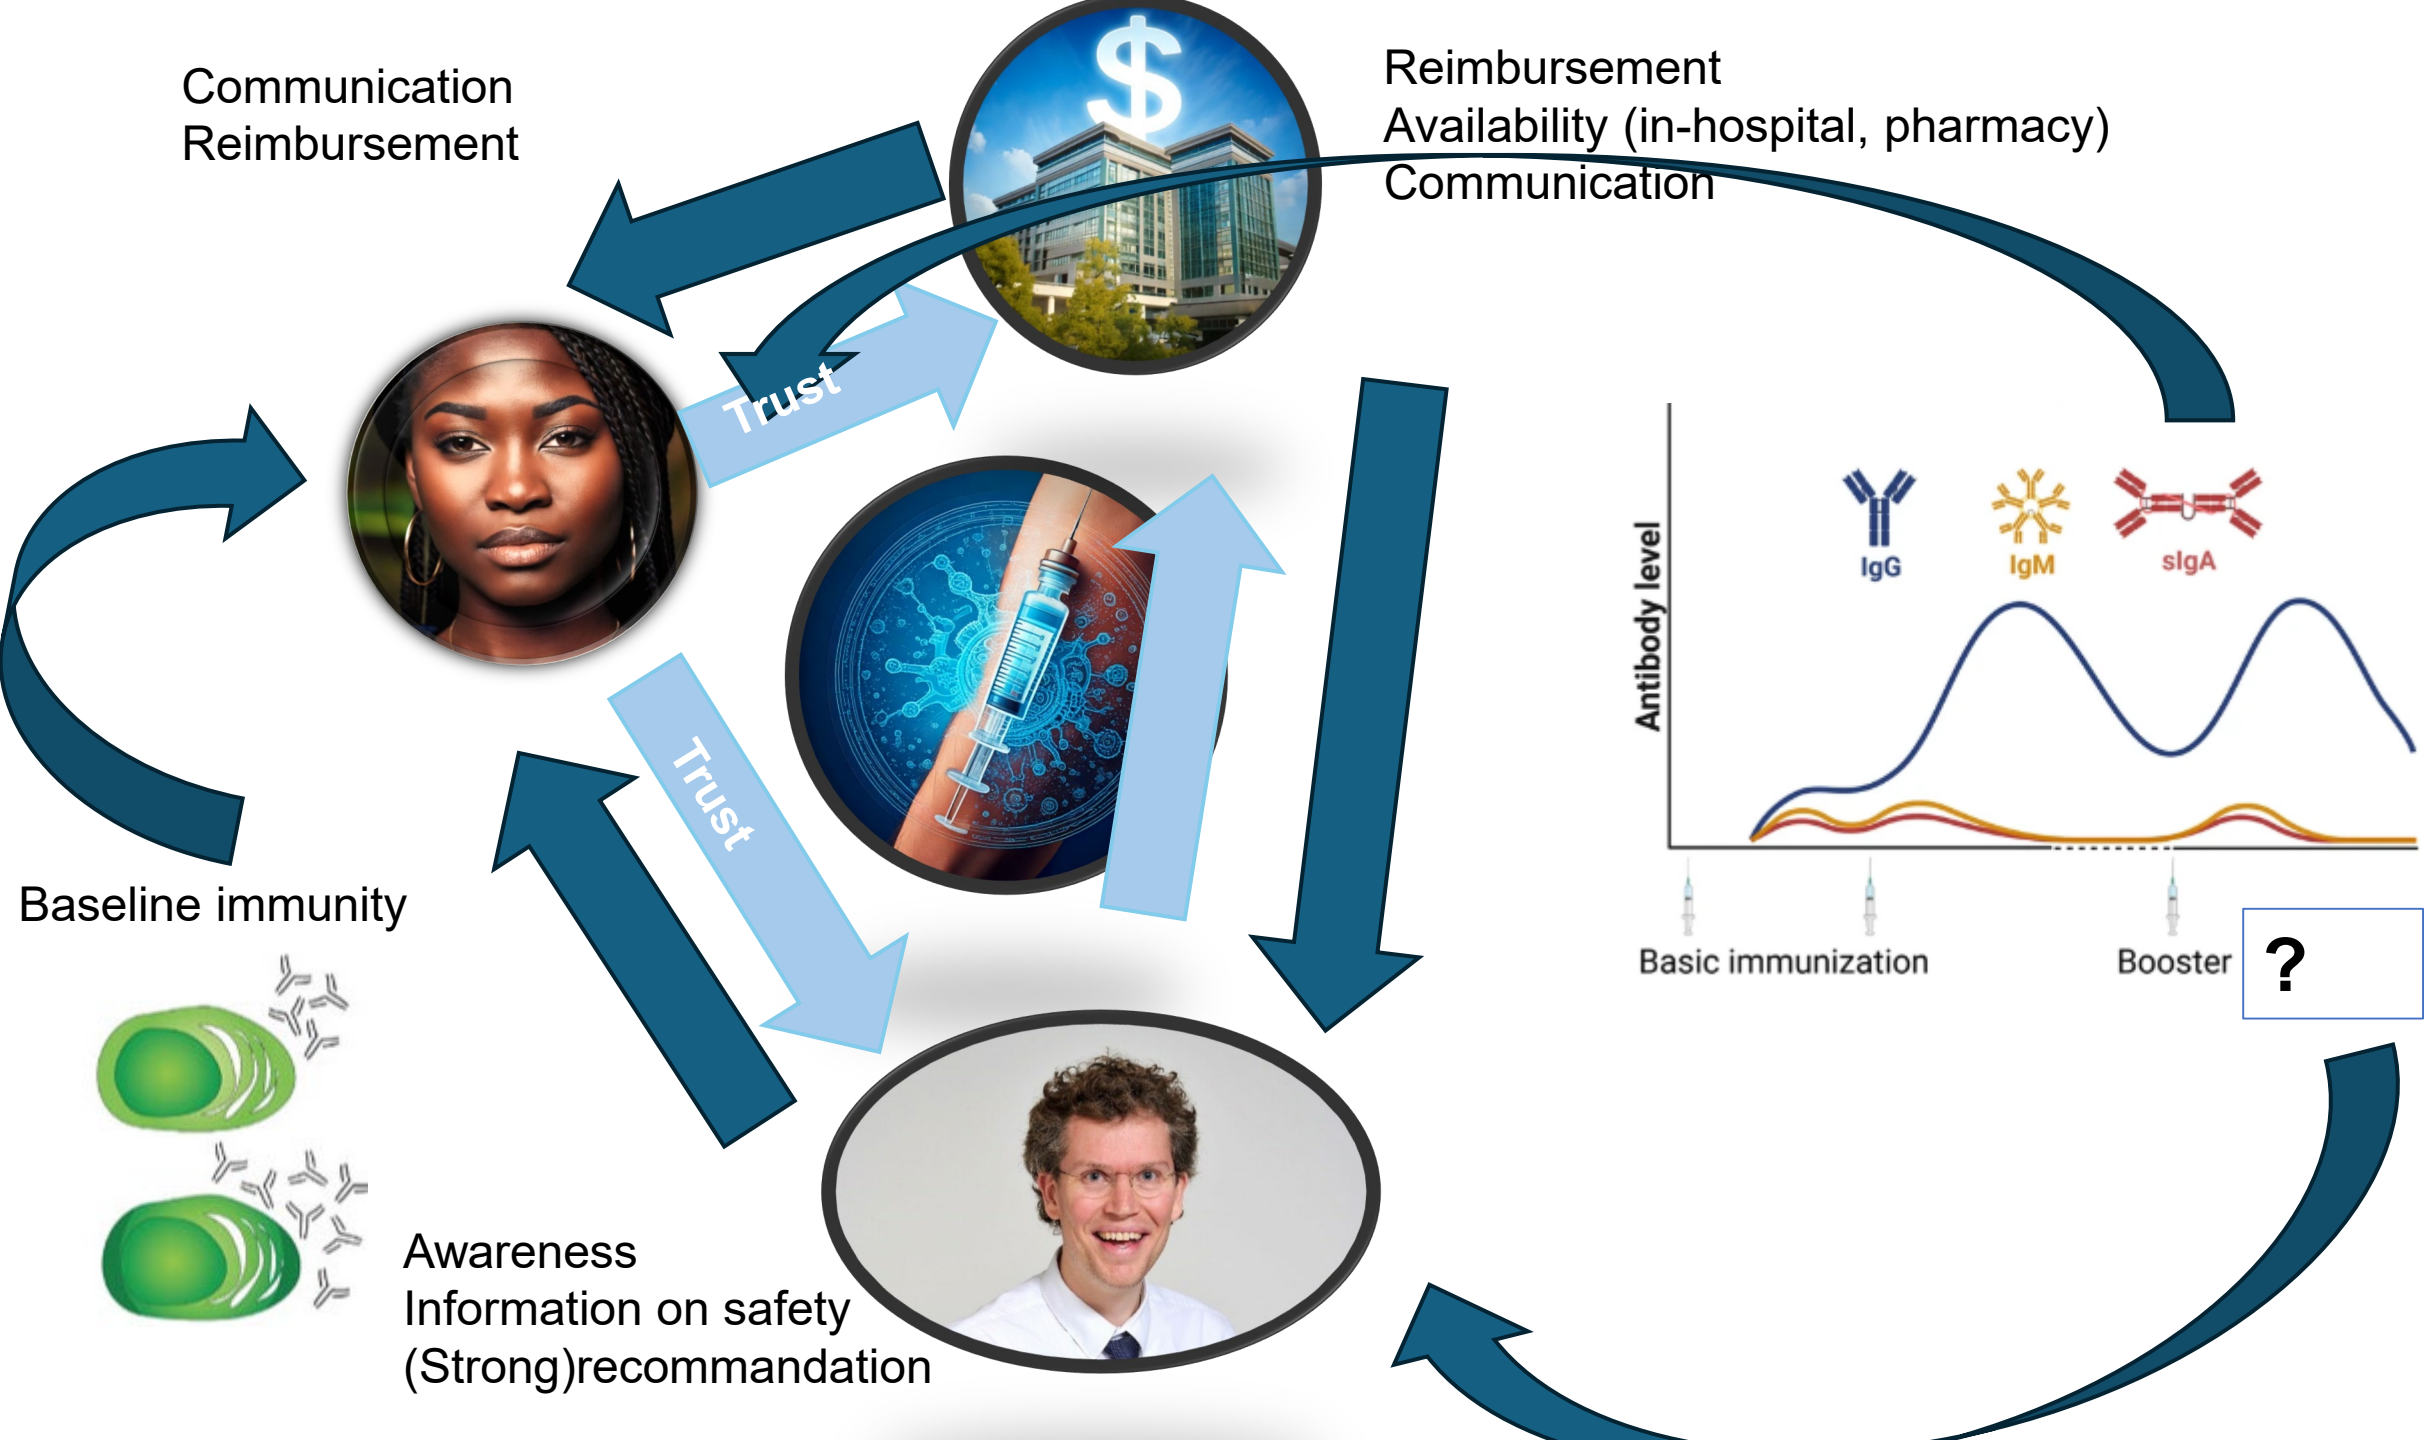 Communication
Reimbursement
$
Reimbursement
Availability (in-hospital, pharmacy)
Communication
Trust
Trust
Antibody level
IgG
IgM
sIgA
Basic immunization
Booster
?
Baseline immunity
Awareness
Information on safety
(Strong)recommandation